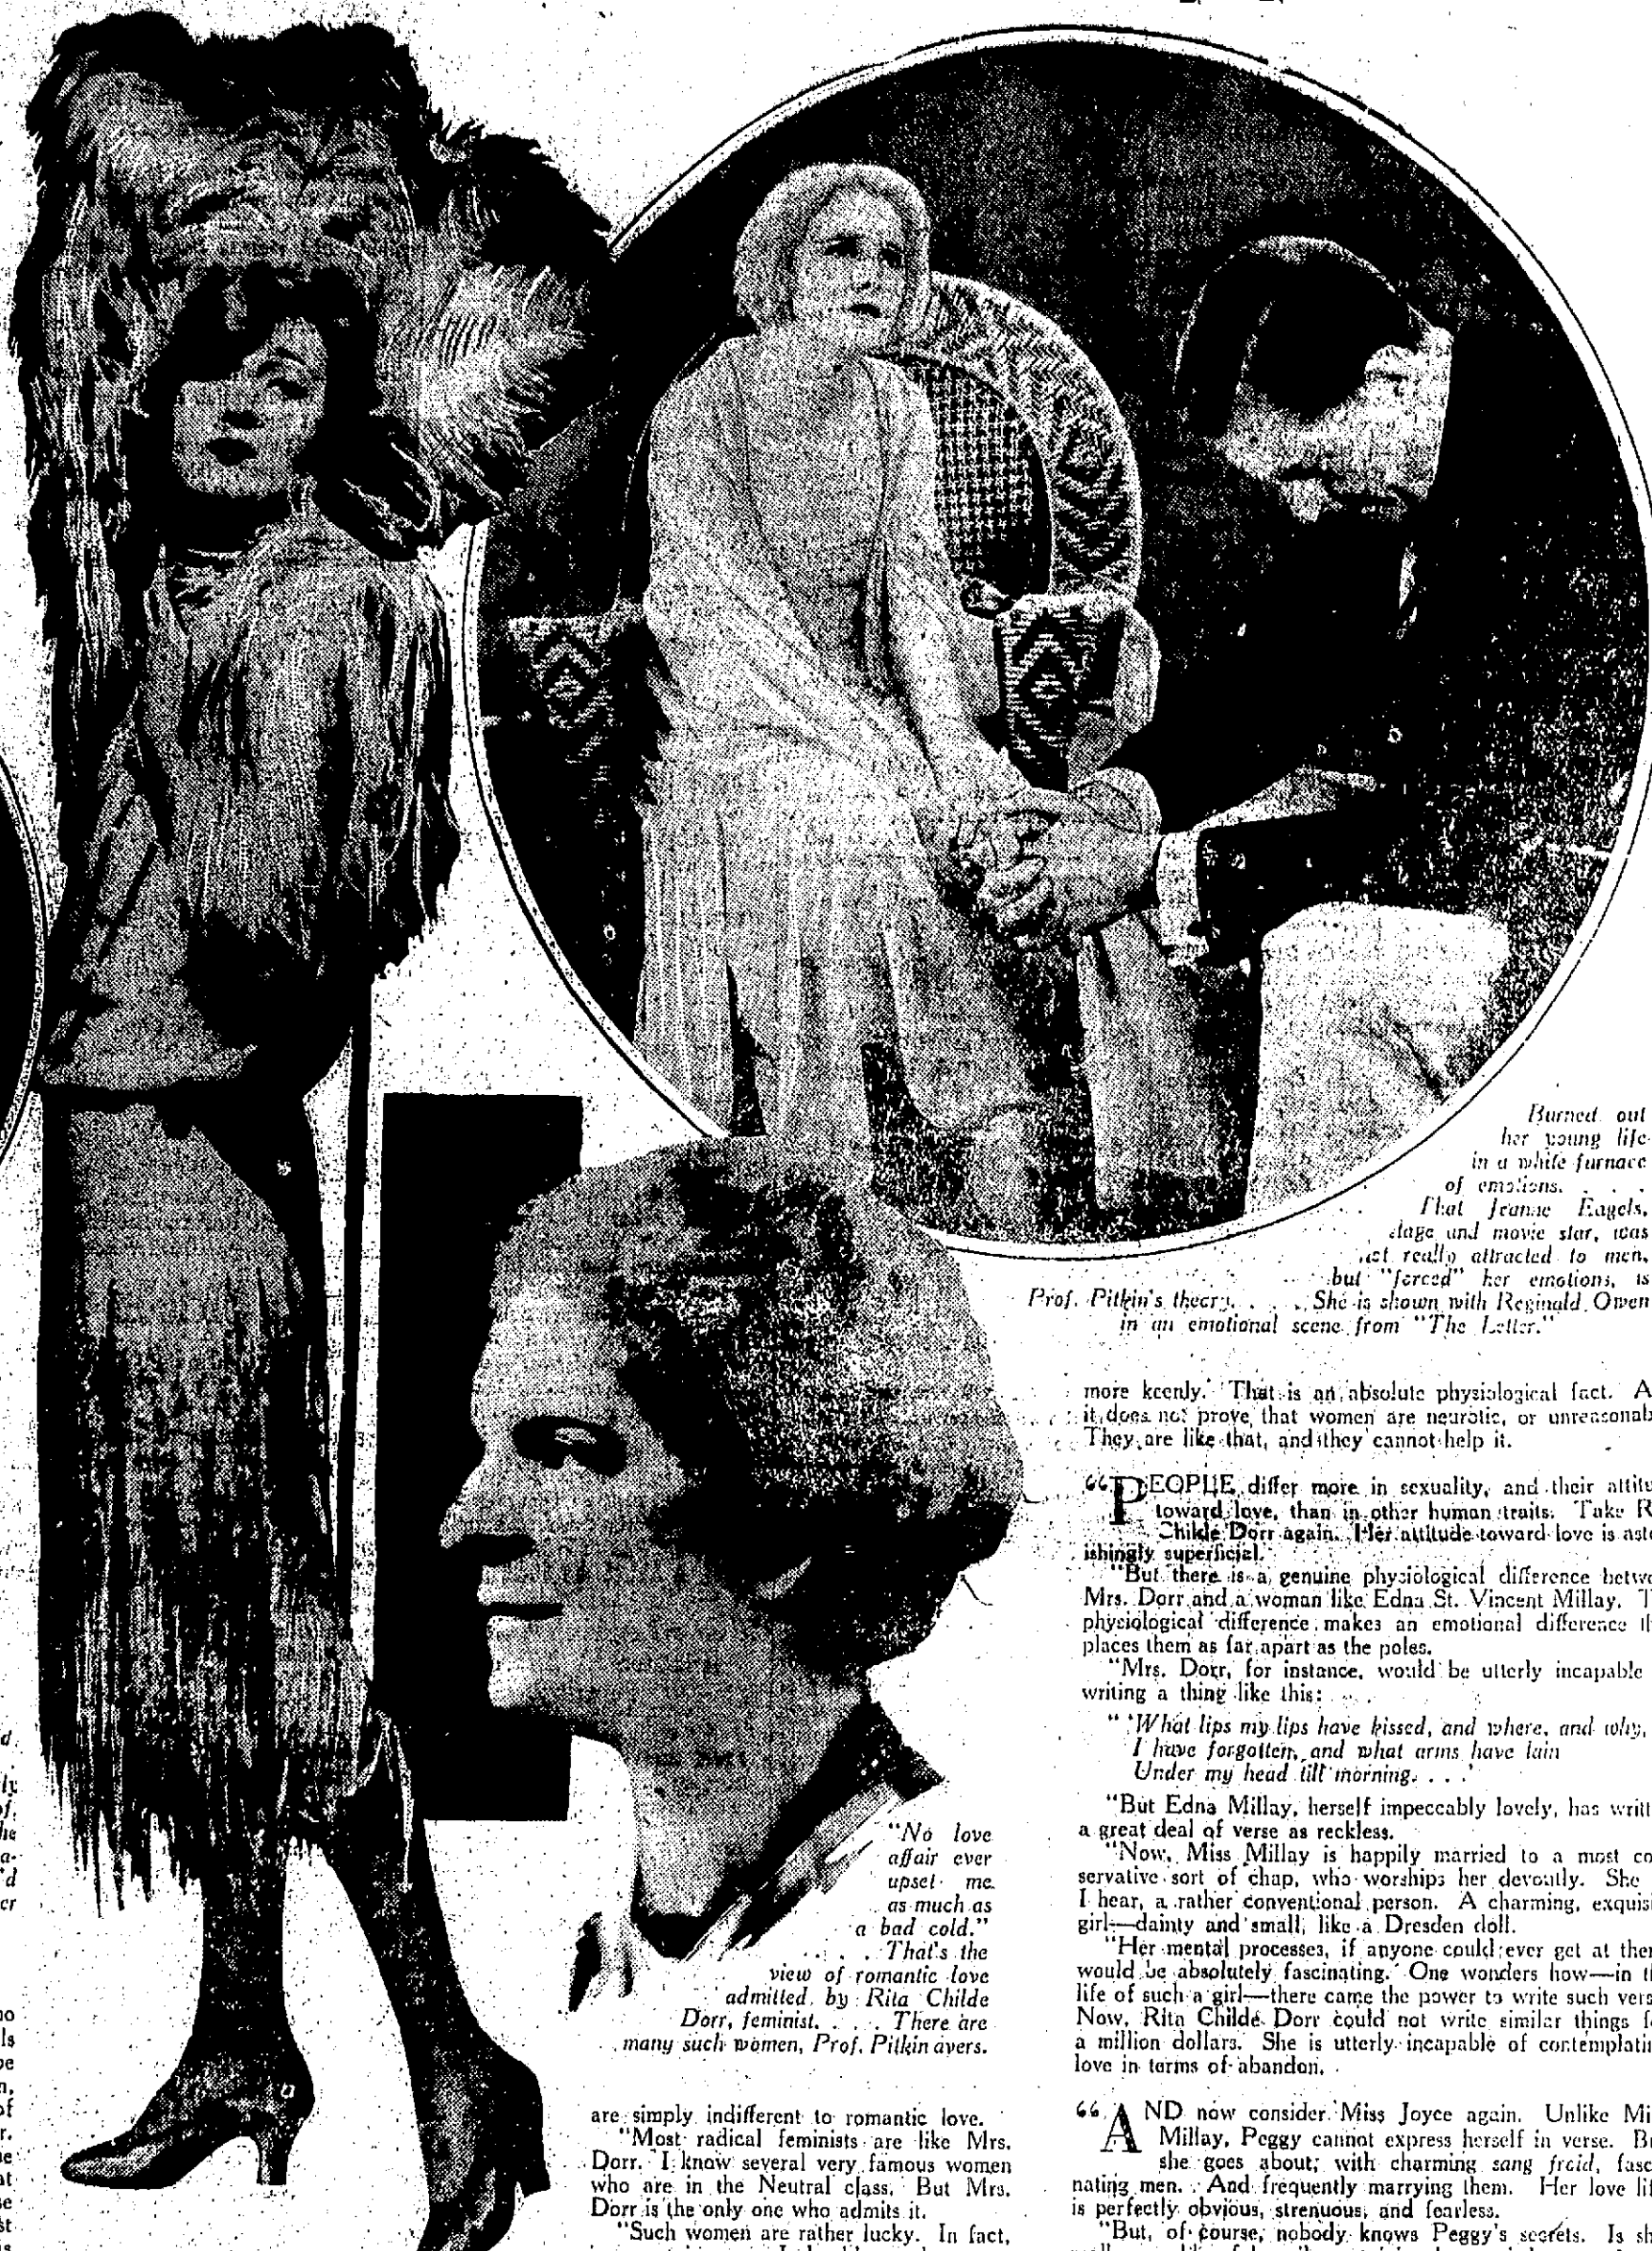 Burned out
her young life
in a white furnace
of emotions. . . .
That Jeanne Eagels,
stage and movie star, was
not really attracted to men,
but "forced" her emotions, is
Prof. Pitkin's theory. . . . She is shown with Reginald Owen
in an emotional scene from "The Letter."
"No love
affair ever
upset me
as much as
a bad cold."
. . . . That's the
view of romantic love
admitted by Rita Childe
Dorr, feminist. . . . There are
many such women, Prof. Pitkin avers.
are simply indifferent to romantic love.
"Most radical feminists are like Mrs.
Dorr. I know several very famous women
who are in the Neutral class. But Mrs.
Dorr is the only one who admits it.
"Such women are rather lucky. In fact,
more keenly. That is an absolute physiological fact. A
it does not prove that women are neurotic, or unreasonab
They are like that, and they cannot help it.
"PEOPLE differ more in sexuality, and their attitu
toward love, than in other human traits. Take R
Childe Dorr again. Her attitude toward love is asto
ishingly superficial.
"But there is a genuine physiological difference betwe
Mrs. Dorr and a woman like Edna St. Vincent Millay. T
physiological difference makes an emotional difference th
places them as far apart as the poles.
"Mrs. Dorr, for instance, would be utterly incapable
writing a thing like this:
" 'What lips my lips have kissed, and where, and why,
I have forgotten, and what arms have lain
Under my head till morning. . . .'
"But Edna Millay, herself impeccably lovely, has writt
a great deal of verse as reckless.
"Now, Miss Millay is happily married to a most co
servative sort of chap, who worships her devoutly. She
I hear, a rather conventional person. A charming, exquis
girl—dainty and small, like a Dresden doll.
"Her mental processes, if anyone could ever get at them
would be absolutely fascinating. One wonders how—in th
life of such a girl—there came the power to write such vers
Now, Rita Childe Dorr could not write similar things fo
a million dollars. She is utterly incapable of contemplatin
love in terms of abandon.
"AND now consider Miss Joyce again. Unlike Mi
Millay, Peggy cannot express herself in verse. B
she goes about, with charming sang froid, fasc
nating men. And frequently marrying them. Her love lif
is perfectly obvious, strenuous, and fearless.
"But, of course, nobody knows Peggy's secrets. Is sh